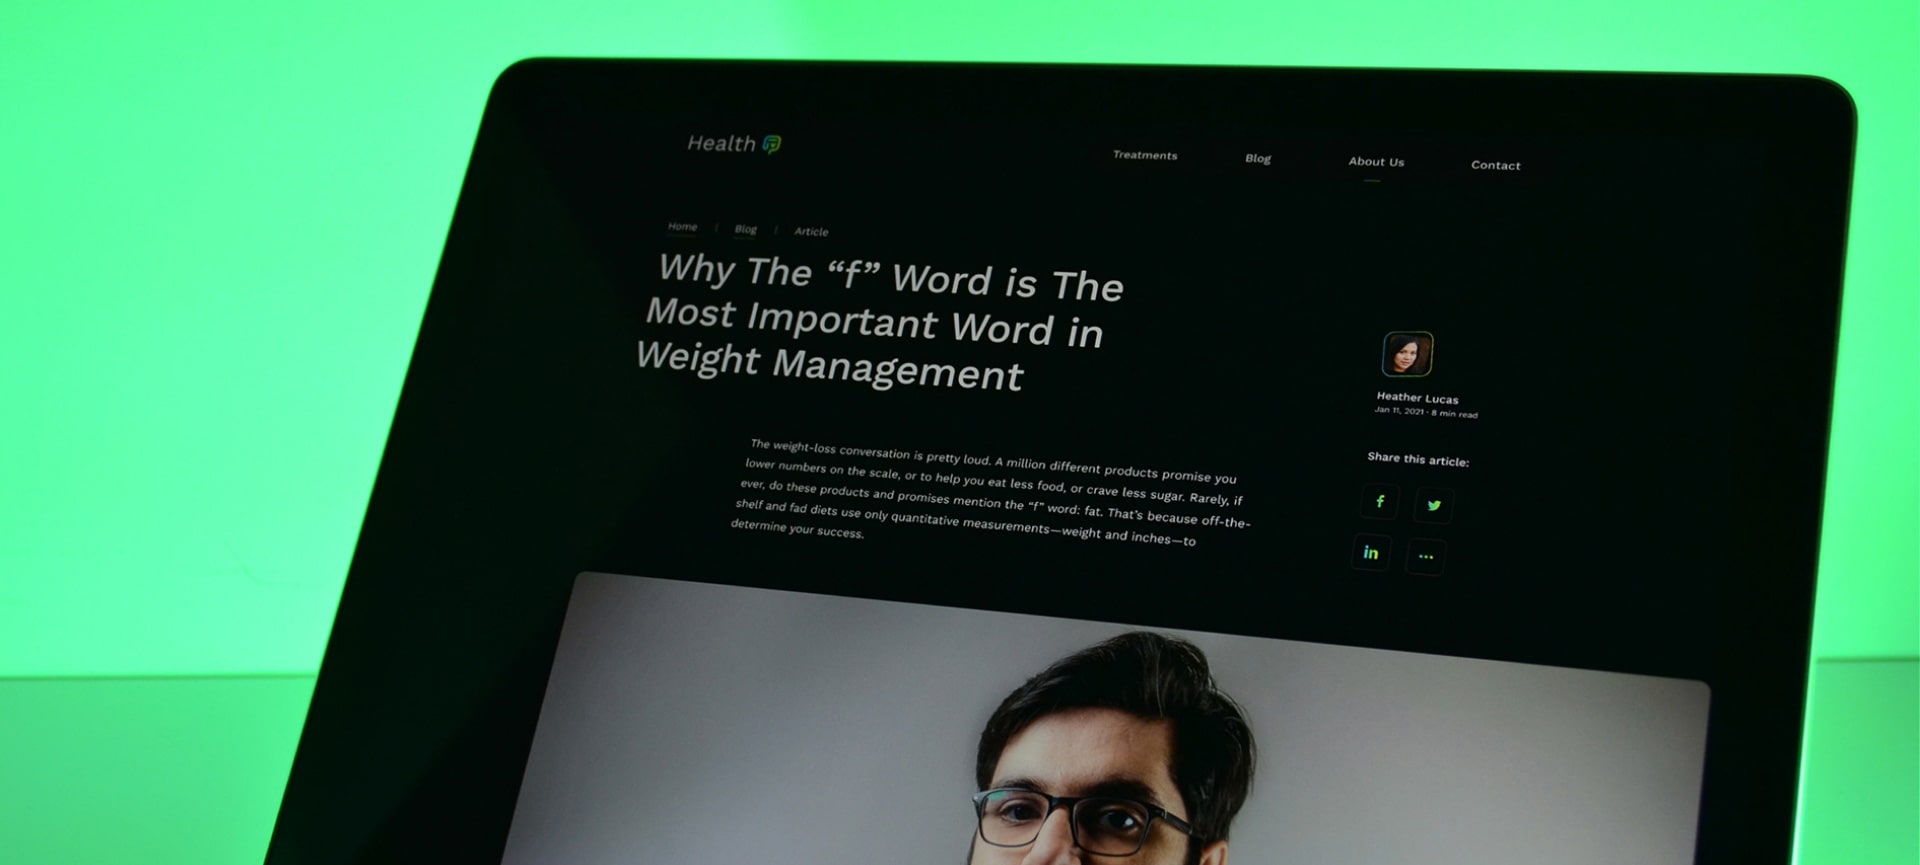 Health
Treatments Blog About Us Contact
Home | Blog | Article
Why The “f” Word is The
Most Important Word in
Weight Management
Heather Lucas
Jan 11, 2021 · 8 min read
Share this article:
f
in
The weight-loss conversation is pretty loud. A million different products promise you
lower numbers on the scale, or to help you eat less food, or crave less sugar. Rarely, if
ever, do these products and promises mention the “f” word: fat. That’s because off-the-
shelf and fad diets use only quantitative measurements—weight and inches—to
determine your success.